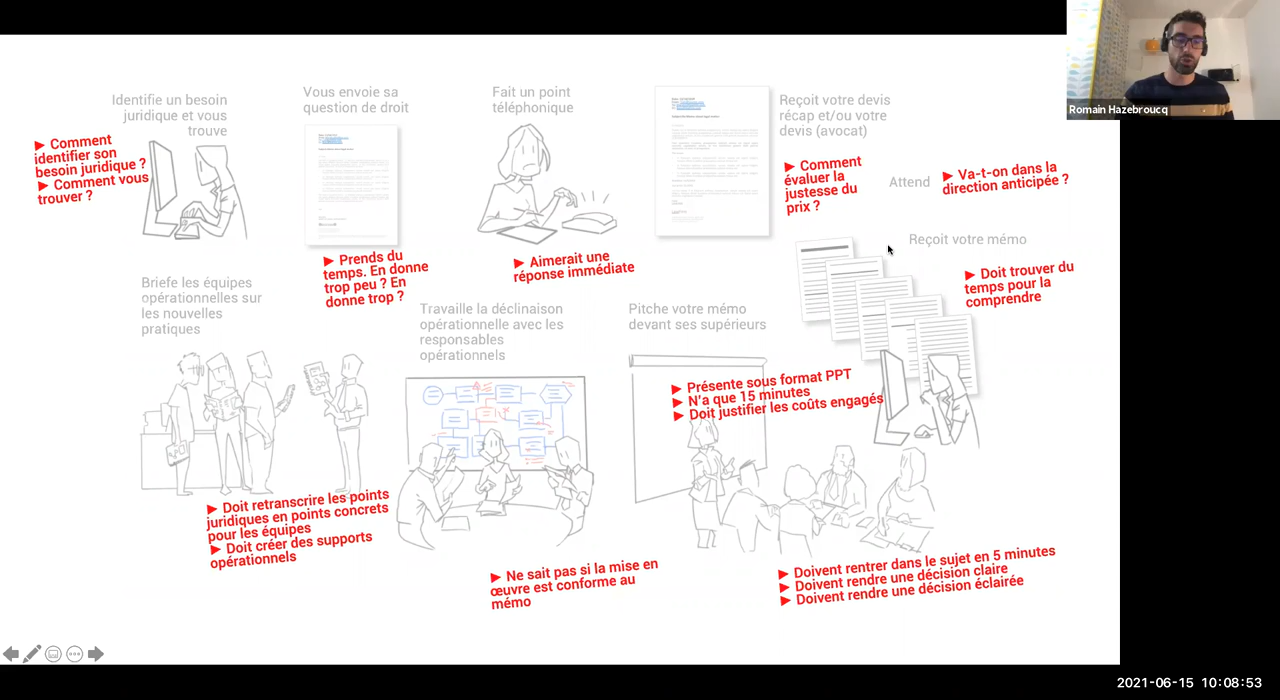 Romain Hazebroucq
Identifie un besoin
juridique et vous
trouve
▶ Comment
identifier son
besoin juridique ?
▶ Comment vous
trouver ?
Vous envoie sa
question de droit
▶ Prends du
temps. En donne
trop peu ? En
donne trop ?
Fait un point
téléphonique
▶ Aimerait une
réponse immédiate
Reçoit votre devis
récap et/ou votre
devis (avocat)
▶ Comment
évaluer la
justesse du
prix ?
Attend
▶ Va-t-on dans la
direction anticipée ?
Reçoit votre mémo
▶ Doit trouver du
temps pour la
comprendre
Pitche votre mémo
devant ses supérieurs
▶ Présente sous format PPT
▶ N'a que 15 minutes
▶ Doit justifier les coûts engagés
▶ Doivent rentrer dans le sujet en 5 minutes
▶ Doivent rendre une décision claire
▶ Doivent rendre une décision éclairée
Travaille la déclinaison
opérationnelle avec les
responsables
opérationnels
▶ Ne sait pas si la mise en
œuvre est conforme au
mémo
Briefe les équipes
opérationnelles sur
les nouvelles
pratiques
▶ Doit retranscrire les points
juridiques en points concrets
pour les équipes
▶ Doit créer des supports
opérationnels
2021-06-15 10:08:53